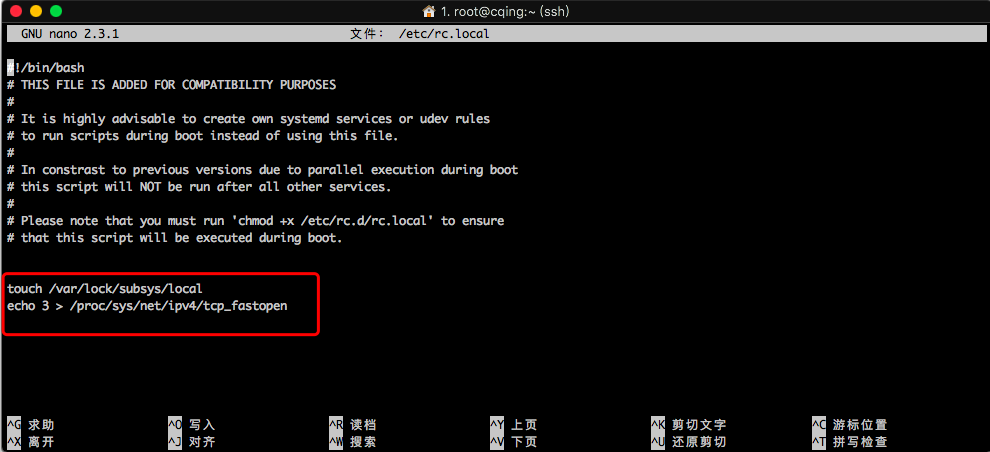 1. root@cqing:~ (ssh)
GNU nano 2.3.1 文件： /etc/rc.local
#!/bin/bash
# THIS FILE IS ADDED FOR COMPATIBILITY PURPOSES
#
# It is highly advisable to create own systemd services or udev rules
# to run scripts during boot instead of using this file.
#
# In constrast to previous versions due to parallel execution during boot
# this script will NOT be run after all other services.
#
# Please note that you must run 'chmod +x /etc/rc.d/rc.local' to ensure
# that this script will be executed during boot.
touch /var/lock/subsys/local
echo 3 > /proc/sys/net/ipv4/tcp_fastopen
^G 求助 ^O 写入 ^R 读档 ^Y 上页 ^K 剪切文字 ^C 游标位置
^X 离开 ^J 对齐 ^W 搜索 ^V 下页 ^U 还原剪切 ^T 拼写检查